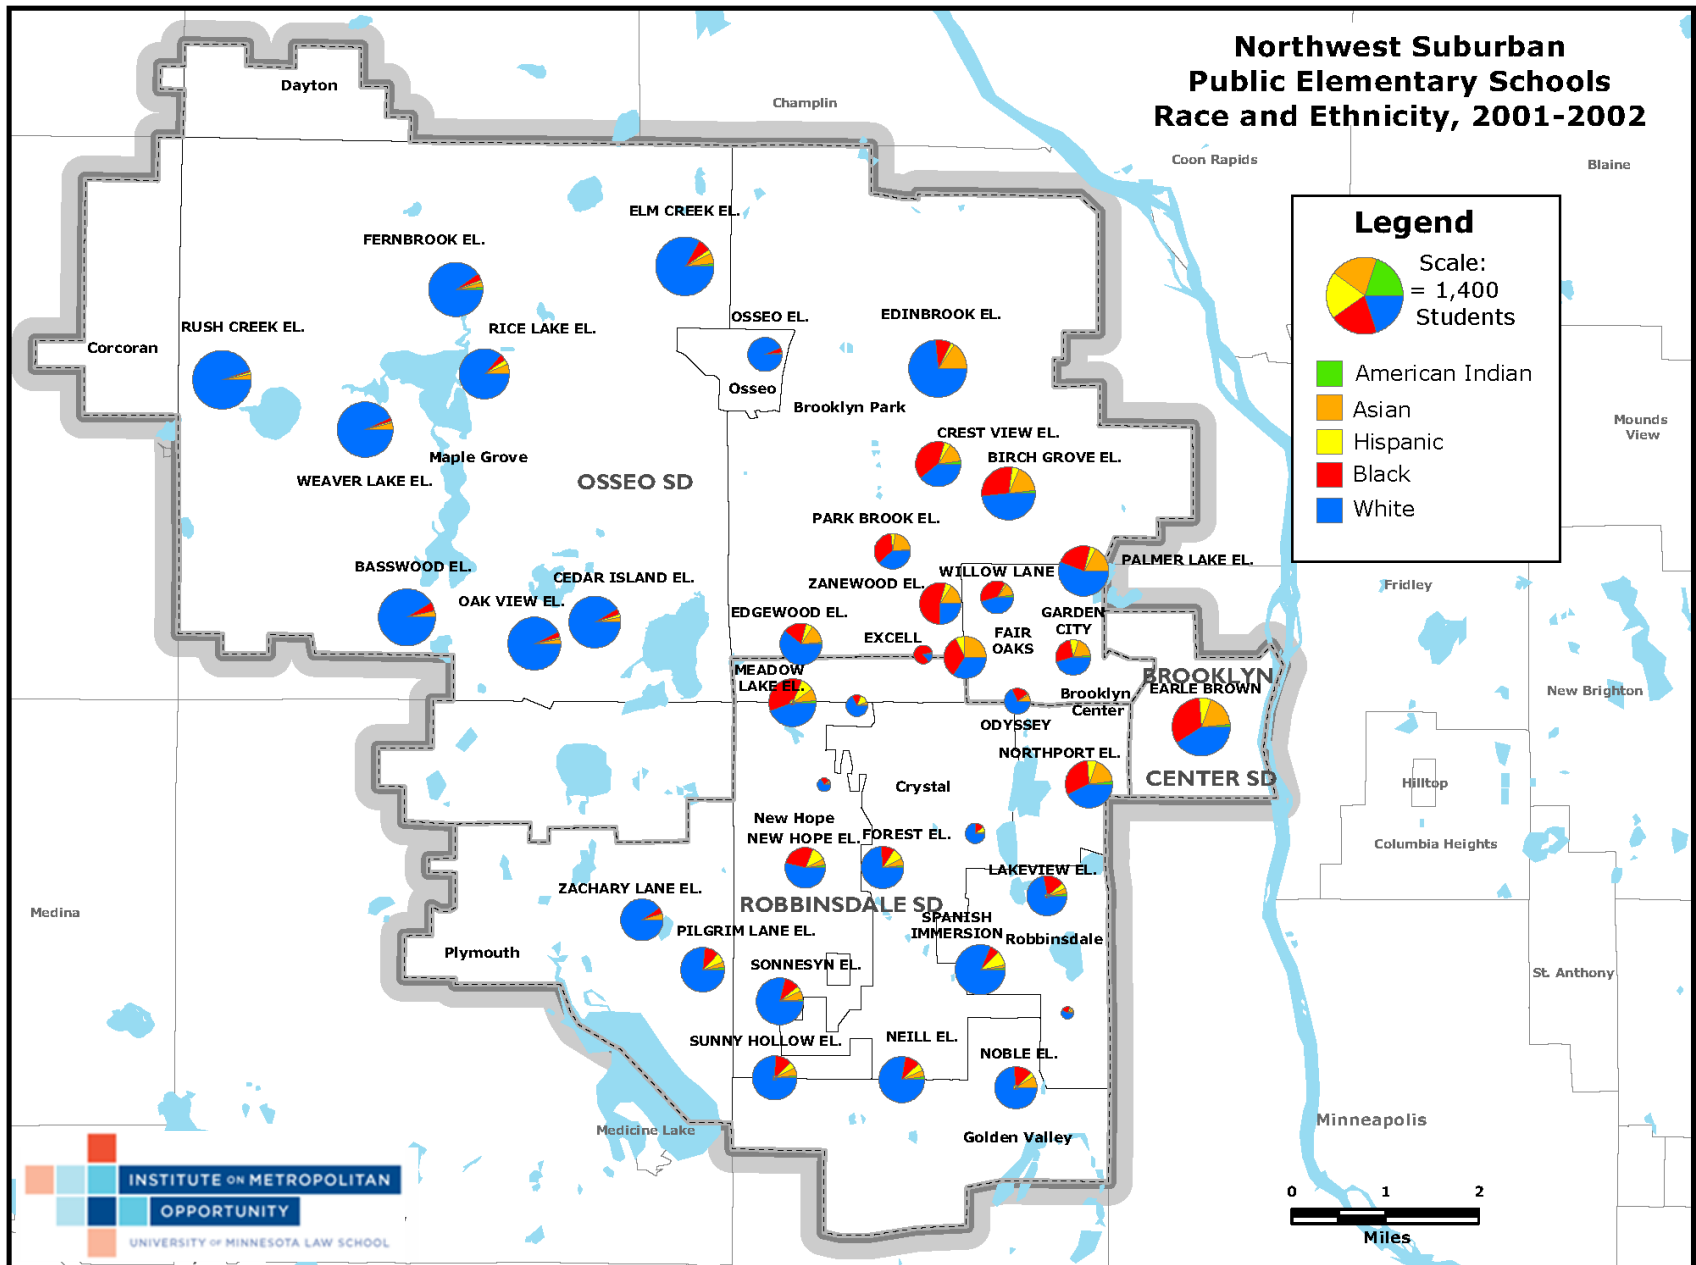 Northwest Suburban
Public Elementary Schools
Race and Ethnicity, 2001-2002
Dayton
Champlin
Coon Rapids
Blaine
Legend
Scale:
= 1,400
Students
American Indian
Asian
Hispanic
Black
White
ELM CREEK EL.
FERNBROOK EL.
RUSH CREEK EL.
RICE LAKE EL.
OSSEO EL.
EDINBROOK EL.
Corcoran
Osseo
Brooklyn Park
Mounds
View
WEAVER LAKE EL.
Maple Grove
OSSEO SD
CREST VIEW EL.
BIRCH GROVE EL.
PARK BROOK EL.
BASSWOOD EL.
CEDAR ISLAND EL.
OAK VIEW EL.
ZANEWOOD EL.
WILLOW LANE
PALMER LAKE EL.
Fridley
EDGEWOOD EL.
EXCELL
FAIR
OAKS
GARDEN
CITY
MEADOW
LAKE EL.
BROOKLYN
EARLE BROWN
Brooklyn
Center
ODYSSEY
New Brighton
NORTHPORT EL.
CENTER SD
Crystal
Hilltop
New Hope
NEW HOPE EL.
FOREST EL.
Columbia Heights
LAKEVIEW EL.
ZACHARY LANE EL.
ROBBINSDALE SD
SPANISH
IMMERSION
Robbinsdale
Medina
PILGRIM LANE EL.
Plymouth
SONNESYN EL.
St. Anthony
SUNNY HOLLOW EL.
NEILL EL.
NOBLE EL.
Medicine Lake
Golden Valley
Minneapolis
INSTITUTE ON METROPOLITAN
OPPORTUNITY
UNIVERSITY OF MINNESOTA LAW SCHOOL
0 1 2
Miles